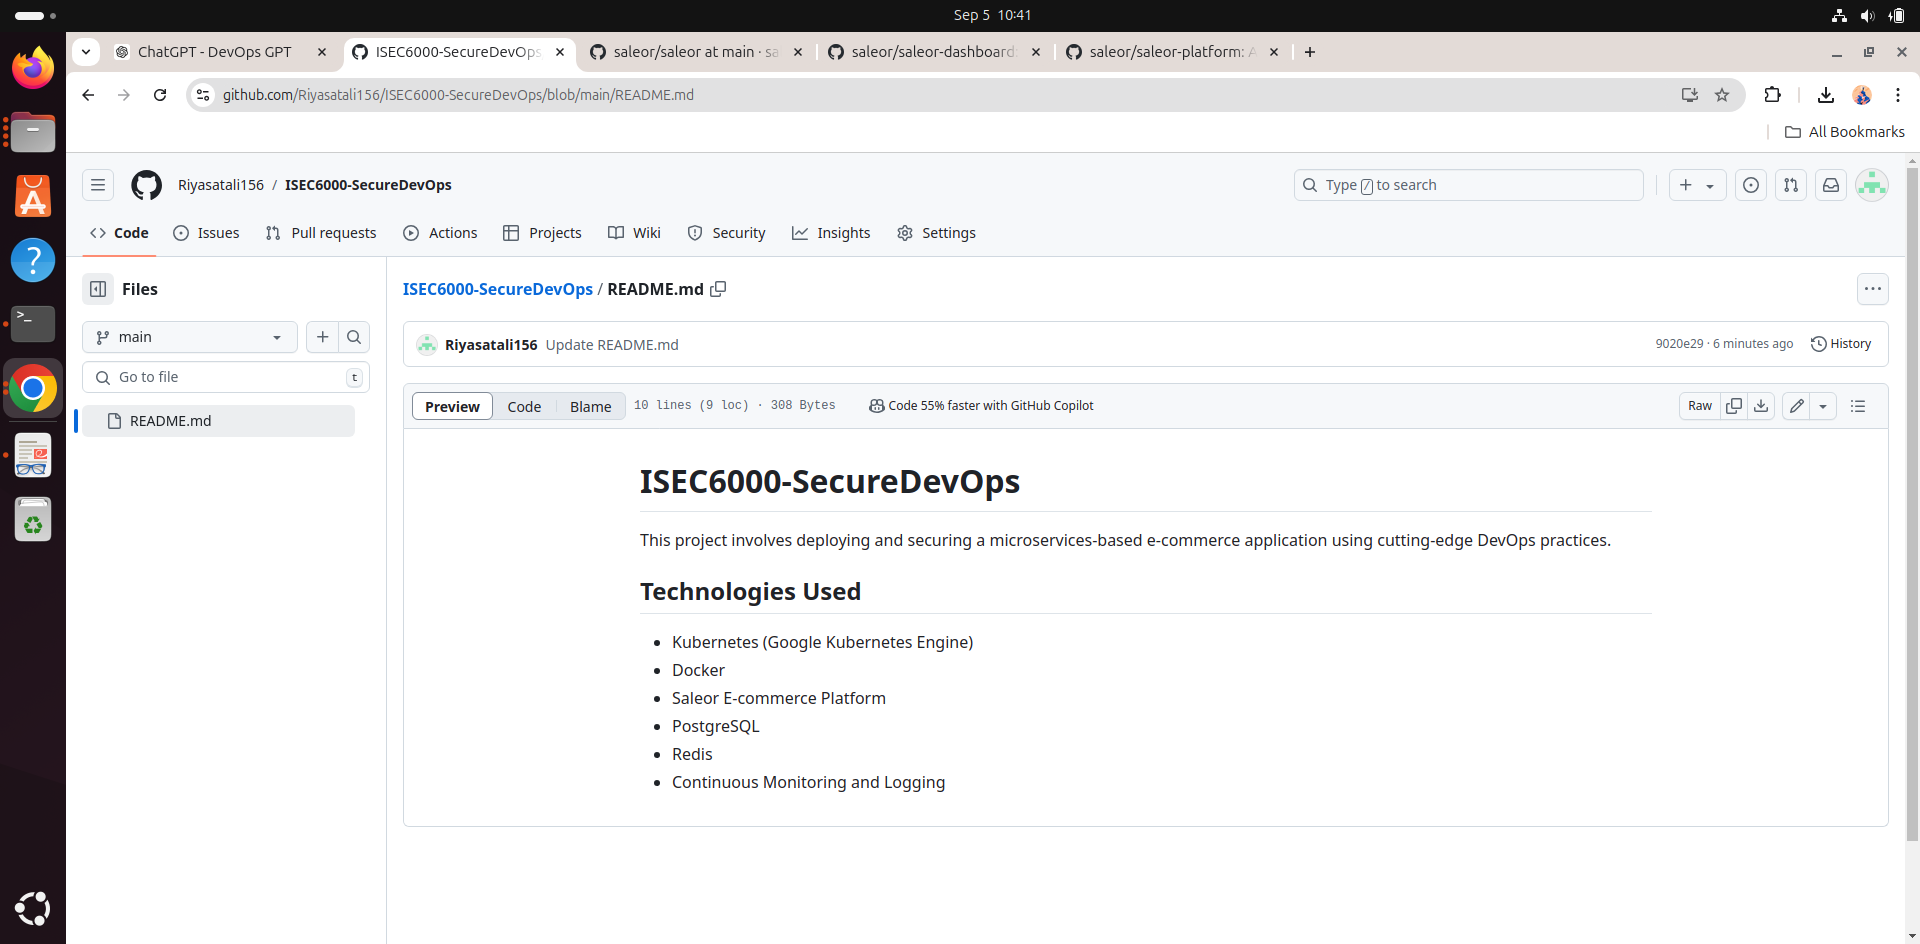 Sep 5 10:41
ChatGPT - DevOps GPT
ISEC6000-SecureDevOps
saleor/saleor at main · sa
saleor/saleor-dashboard:
saleor/saleor-platform: A
github.com/Riyasatali156/ISEC6000-SecureDevOps/blob/main/README.md
All Bookmarks
Riyasatali156 / ISEC6000-SecureDevOps
Type / to search
Code
Issues
Pull requests
Actions
Projects
Wiki
Security
Insights
Settings
Files
ISEC6000-SecureDevOps / README.md
main
Riyasatali156 Update README.md
9020e29 · 6 minutes ago
History
Go to file
t
Preview
Code
Blame
10 lines (9 loc) · 308 Bytes
Code 55% faster with GitHub Copilot
Raw
README.md
ISEC6000-SecureDevOps
This project involves deploying and securing a microservices-based e-commerce application using cutting-edge DevOps practices.
Technologies Used
• Kubernetes (Google Kubernetes Engine)
• Docker
• Saleor E-commerce Platform
• PostgreSQL
• Redis
• Continuous Monitoring and Logging